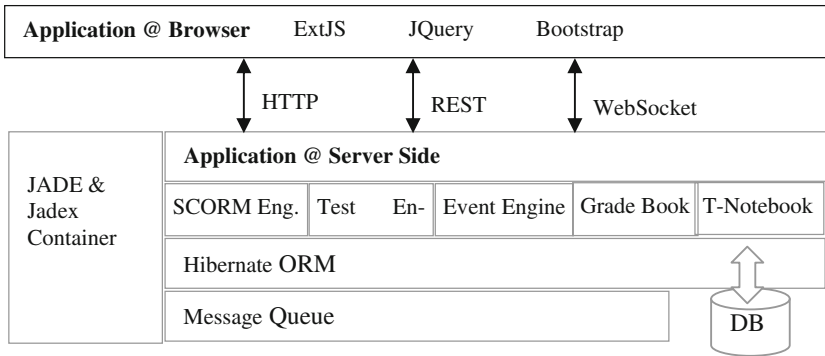 Application @ Browser ExtJS JQuery Bootstrap
HTTP REST WebSocket
Application @ Server Side
JADE &
Jadex
Container
SCORM Eng. Test En- Event Engine Grade Book T-Notebook
Hibernate ORM
Message Queue
DB